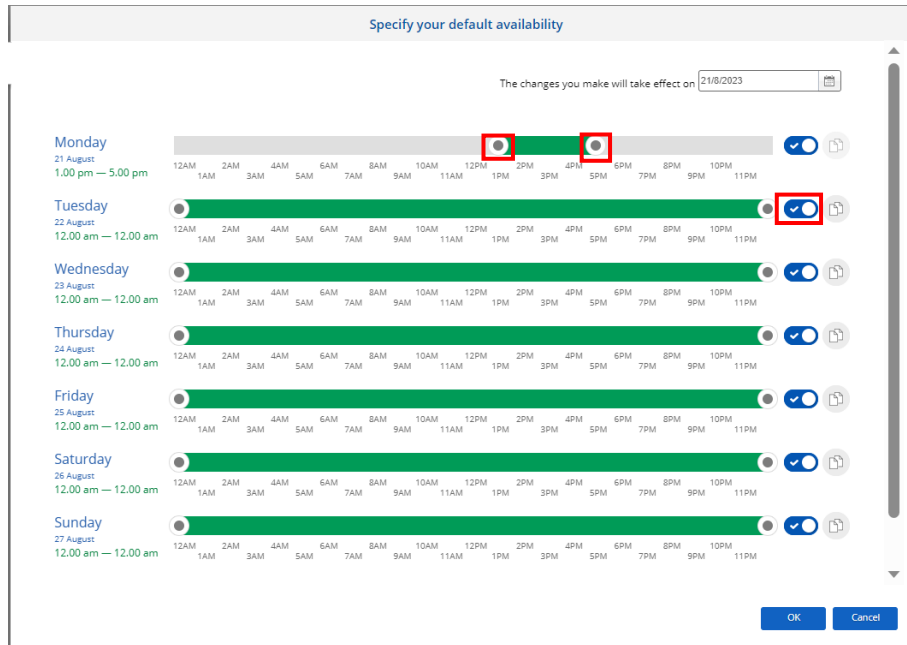 Specify your default availability
The changes you make will take effect on 21/8/2023
Monday
21 August
1.00 pm — 5.00 pm
12AM 2AM 4AM 6AM 8AM 10AM 12PM 2PM 4PM 6PM 8PM 10PM
1AM 3AM 5AM 7AM 9AM 11AM 1PM 3PM 5PM 7PM 9PM 11PM
Tuesday
22 August
12.00 am — 12.00 am
12AM 2AM 4AM 6AM 8AM 10AM 12PM 2PM 4PM 6PM 8PM 10PM
1AM 3AM 5AM 7AM 9AM 11AM 1PM 3PM 5PM 7PM 9PM 11PM
Wednesday
23 August
12.00 am — 12.00 am
12AM 2AM 4AM 6AM 8AM 10AM 12PM 2PM 4PM 6PM 8PM 10PM
1AM 3AM 5AM 7AM 9AM 11AM 1PM 3PM 5PM 7PM 9PM 11PM
Thursday
24 August
12.00 am — 12.00 am
12AM 2AM 4AM 6AM 8AM 10AM 12PM 2PM 4PM 6PM 8PM 10PM
1AM 3AM 5AM 7AM 9AM 11AM 1PM 3PM 5PM 7PM 9PM 11PM
Friday
25 August
12.00 am — 12.00 am
12AM 2AM 4AM 6AM 8AM 10AM 12PM 2PM 4PM 6PM 8PM 10PM
1AM 3AM 5AM 7AM 9AM 11AM 1PM 3PM 5PM 7PM 9PM 11PM
Saturday
26 August
12.00 am — 12.00 am
12AM 2AM 4AM 6AM 8AM 10AM 12PM 2PM 4PM 6PM 8PM 10PM
1AM 3AM 5AM 7AM 9AM 11AM 1PM 3PM 5PM 7PM 9PM 11PM
Sunday
27 August
12.00 am — 12.00 am
12AM 2AM 4AM 6AM 8AM 10AM 12PM 2PM 4PM 6PM 8PM 10PM
1AM 3AM 5AM 7AM 9AM 11AM 1PM 3PM 5PM 7PM 9PM 11PM
OK Cancel